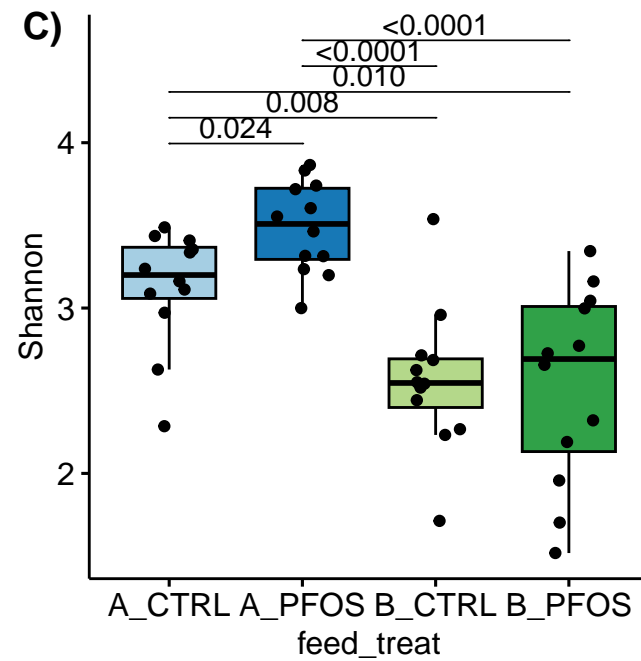 C)
<0.0001
<0.0001
0.010
0.008
0.024
4
3
2
Shannon
A_CTRL A_PFOS B_CTRL B_PFOS
feed_treat